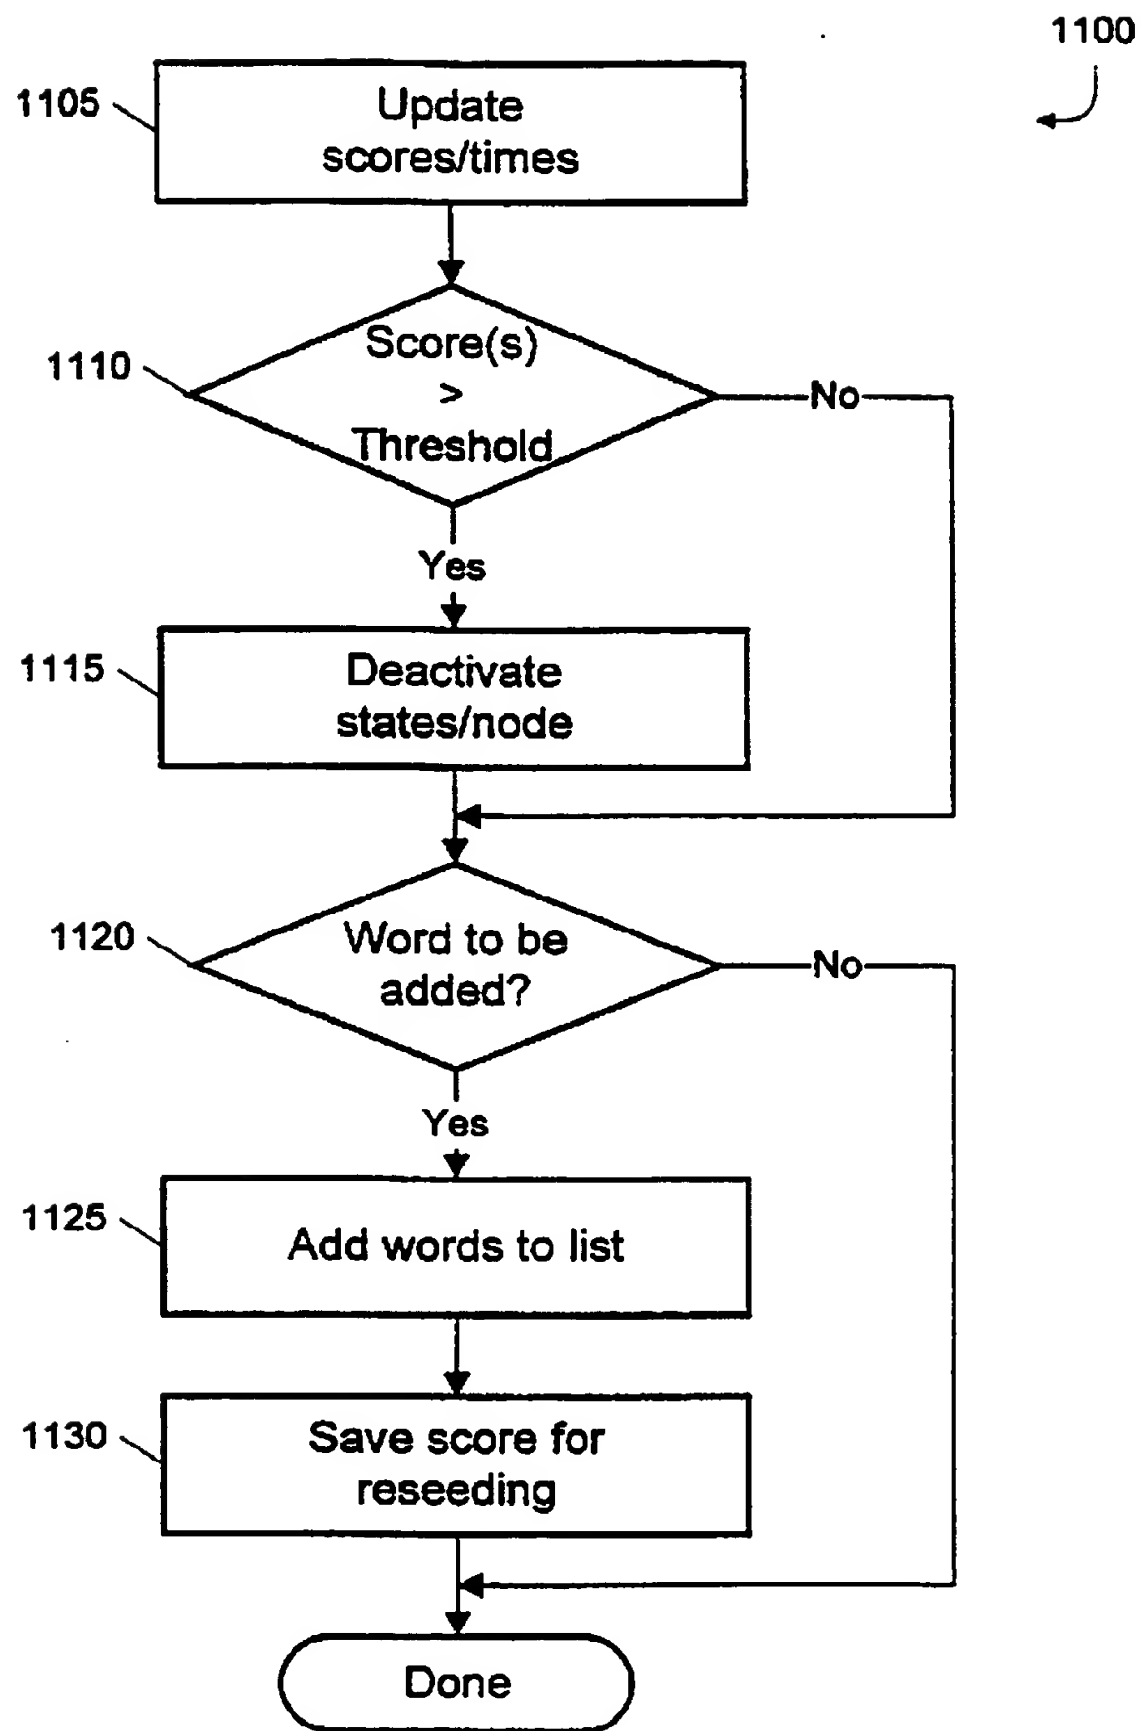 1100
1105
Update
scores/times
1110
Score(s)
>
Threshold
No
Yes
1115
Deactivate
states/node
1120
Word to be
added?
No
Yes
1125
Add words to list
1130
Save score for
reseeding
Done